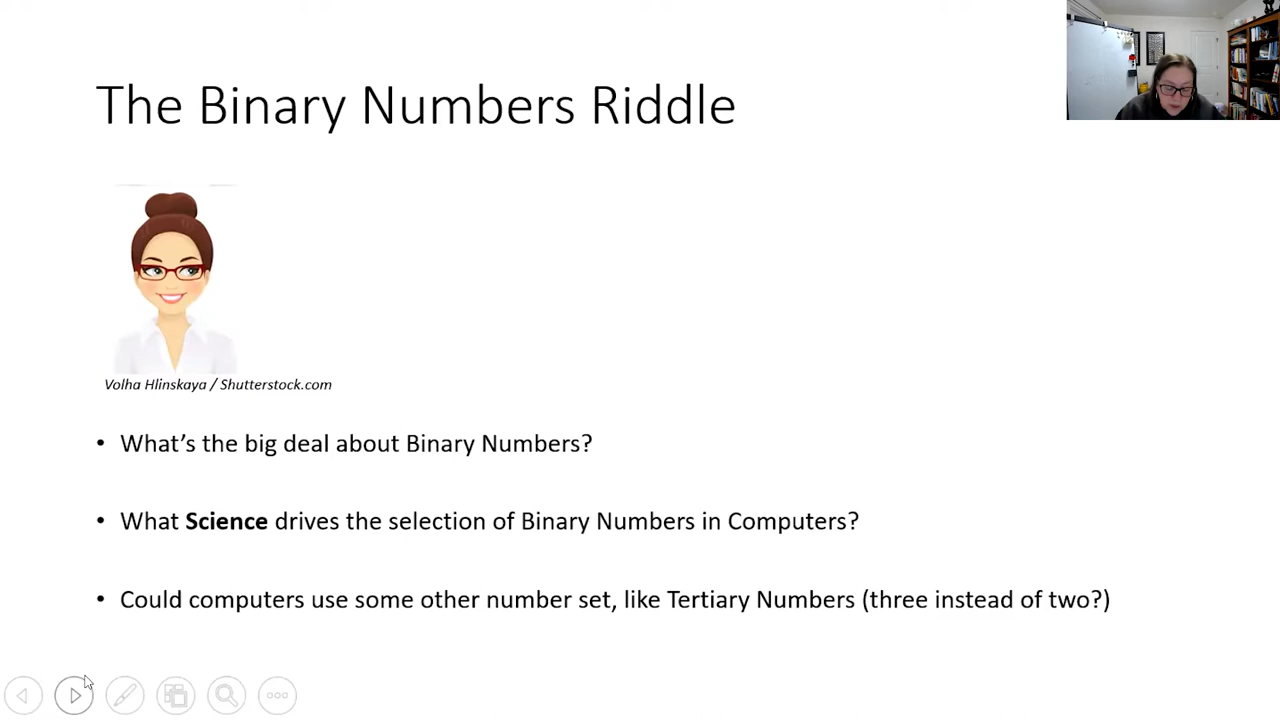 The Binary Numbers Riddle
Volha Hlinskaya / Shutterstock.com
• What's the big deal about Binary Numbers?
• What Science drives the selection of Binary Numbers in Computers?
• Could computers use some other number set, like Tertiary Numbers (three instead of two?)